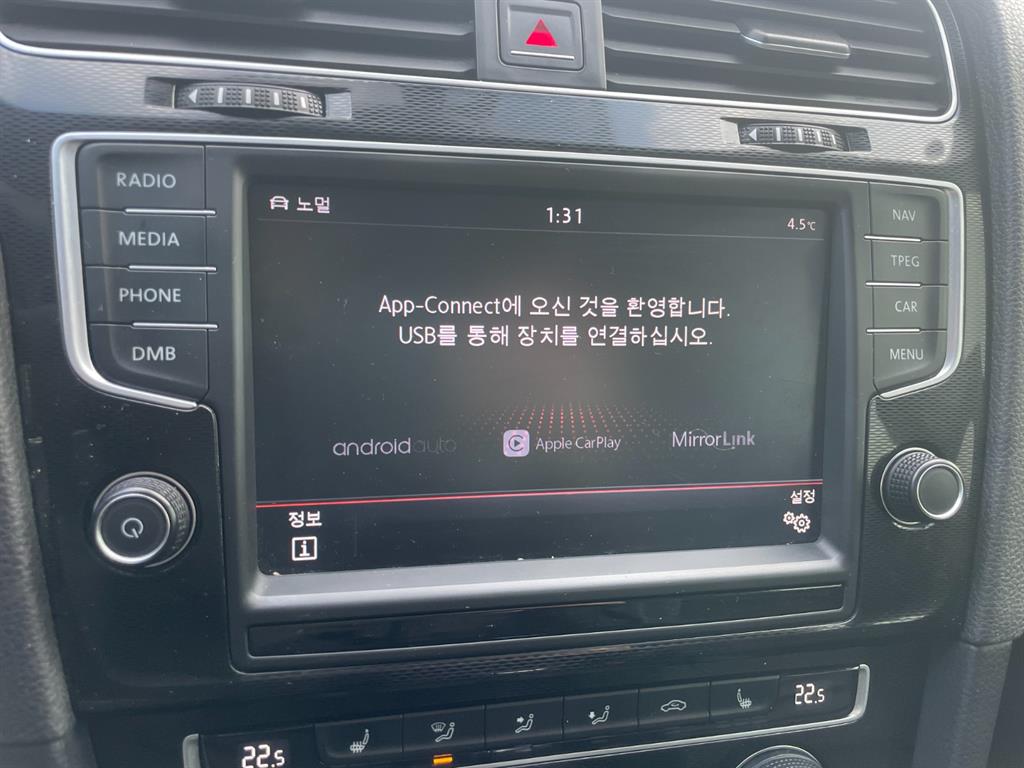 RADIO
MEDIA
PHONE
DMB
노멀
1:31
4.5°C
App-Connect에 오신 것을 환영합니다.
USB를 통해 장치를 연결하십시오.
androidauto
Apple CarPlay
MirrorLink
정보
i
설정
NAV
TPEG
CAR
MENU
22.5
22.5